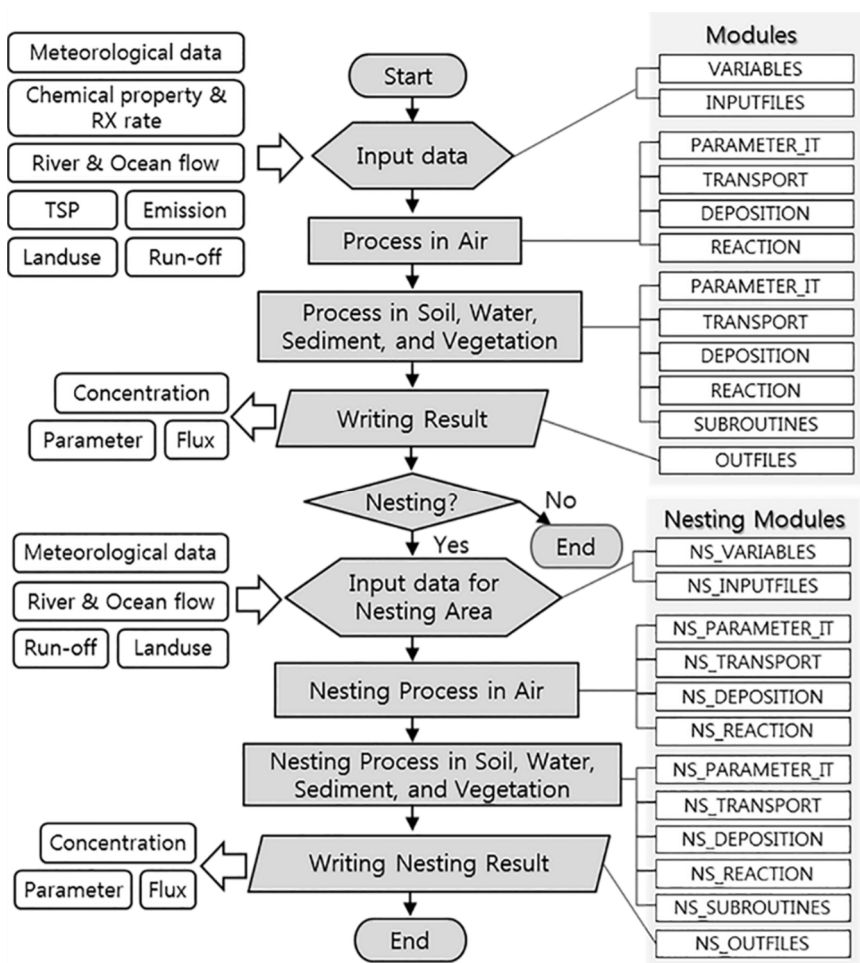 Meteorological data
Chemical property &
RX rate
River & Ocean flow
TSP
Emission
Landuse
Run-off
Start
Input data
Process in Air
Process in Soil, Water,
Sediment, and Vegetation
Concentration
Parameter
Flux
Writing Result
Nesting?
No
End
Yes
Meteorological data
River & Ocean flow
Run-off
Landuse
Input data for
Nesting Area
Nesting Process in Air
Nesting Process in Soil, Water,
Sediment, and Vegetation
Concentration
Parameter
Flux
Writing Nesting Result
End
Modules
VARIABLES
INPUTFILES
PARAMETER_IT
TRANSPORT
DEPOSITION
REACTION
PARAMETER_IT
TRANSPORT
DEPOSITION
REACTION
SUBROUTINES
OUTFILES
Nesting Modules
NS_VARIABLES
NS_INPUTFILES
NS_PARAMETER_IT
NS_TRANSPORT
NS_DEPOSITION
NS_REACTION
NS_PARAMETER_IT
NS_TRANSPORT
NS_DEPOSITION
NS_REACTION
NS_SUBROUTINES
NS_OUTFILES